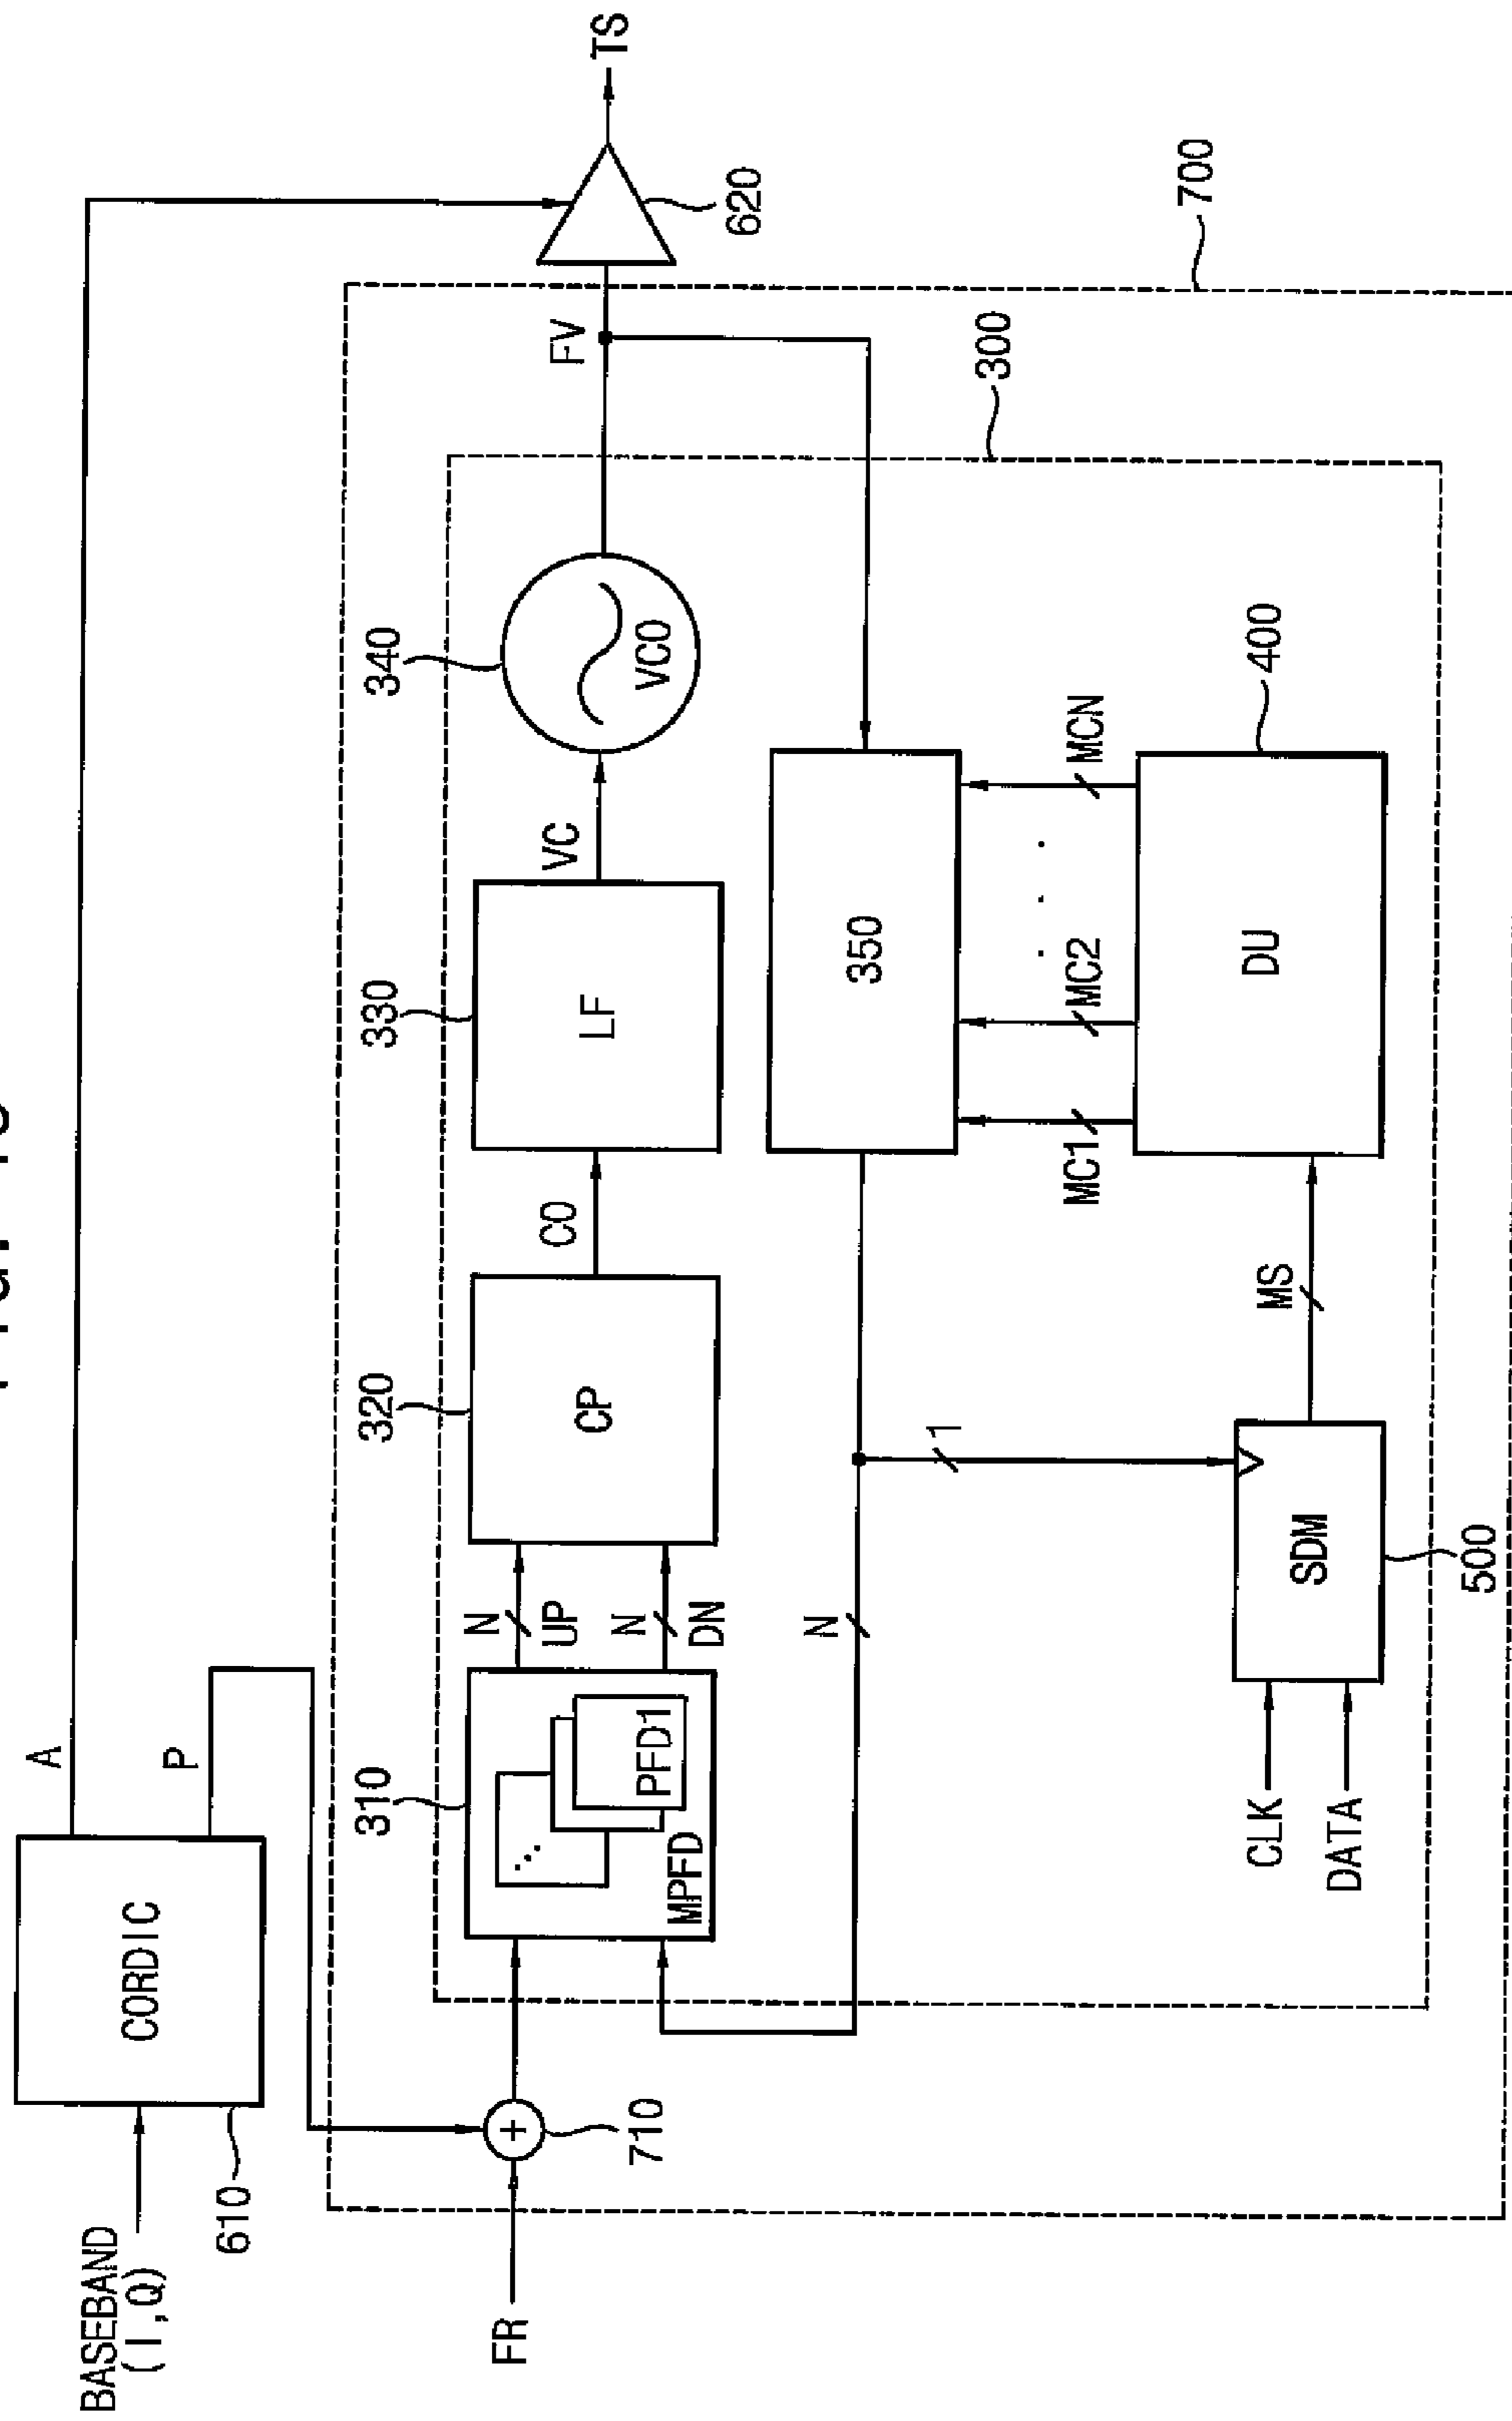 BASEBAND
(I,Q)
610
CORDIC
A
P
FR
710
310
MPFD
PFD1
N
UP
N
DN
320
CP
CO
330
LF
VC
340
VCO
FV
620
TS
700
300
N
1
350
MC1
MC2
MCN
400
DU
MS
SDM
500
CLK
DATA